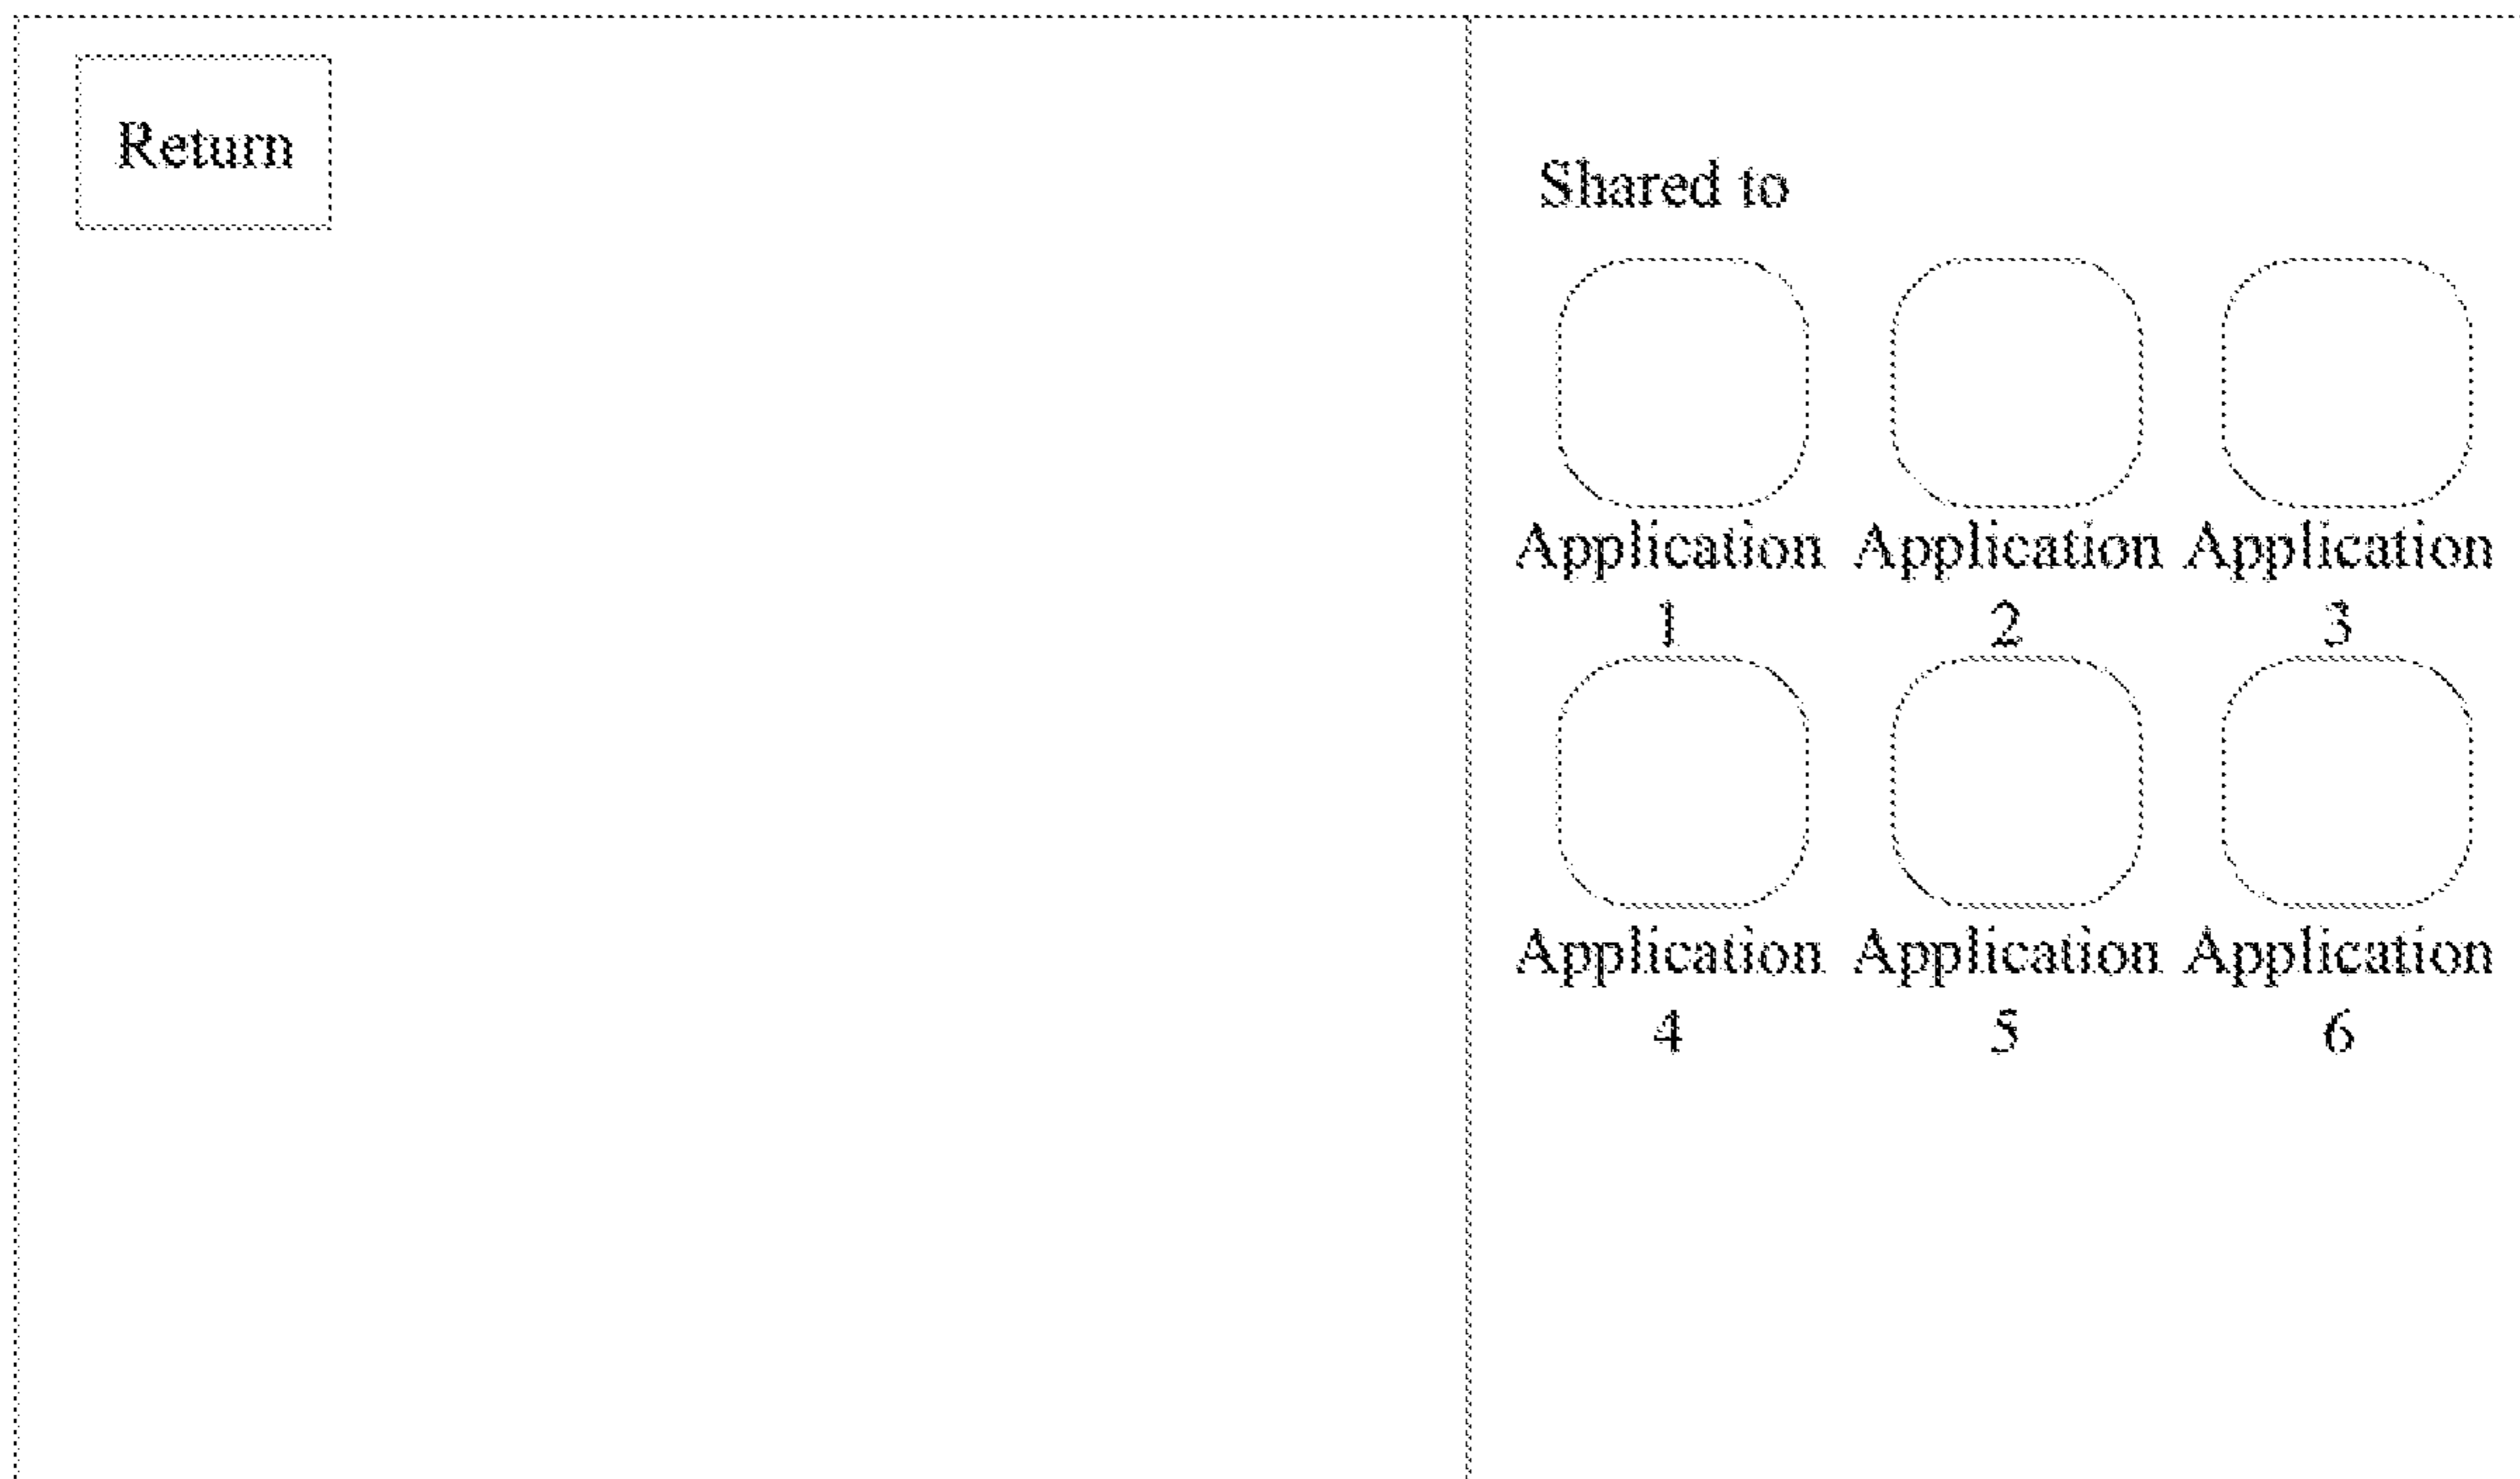 Return
Shared to
Application Application Application
1 2 3
Application Application Application
4 5 6